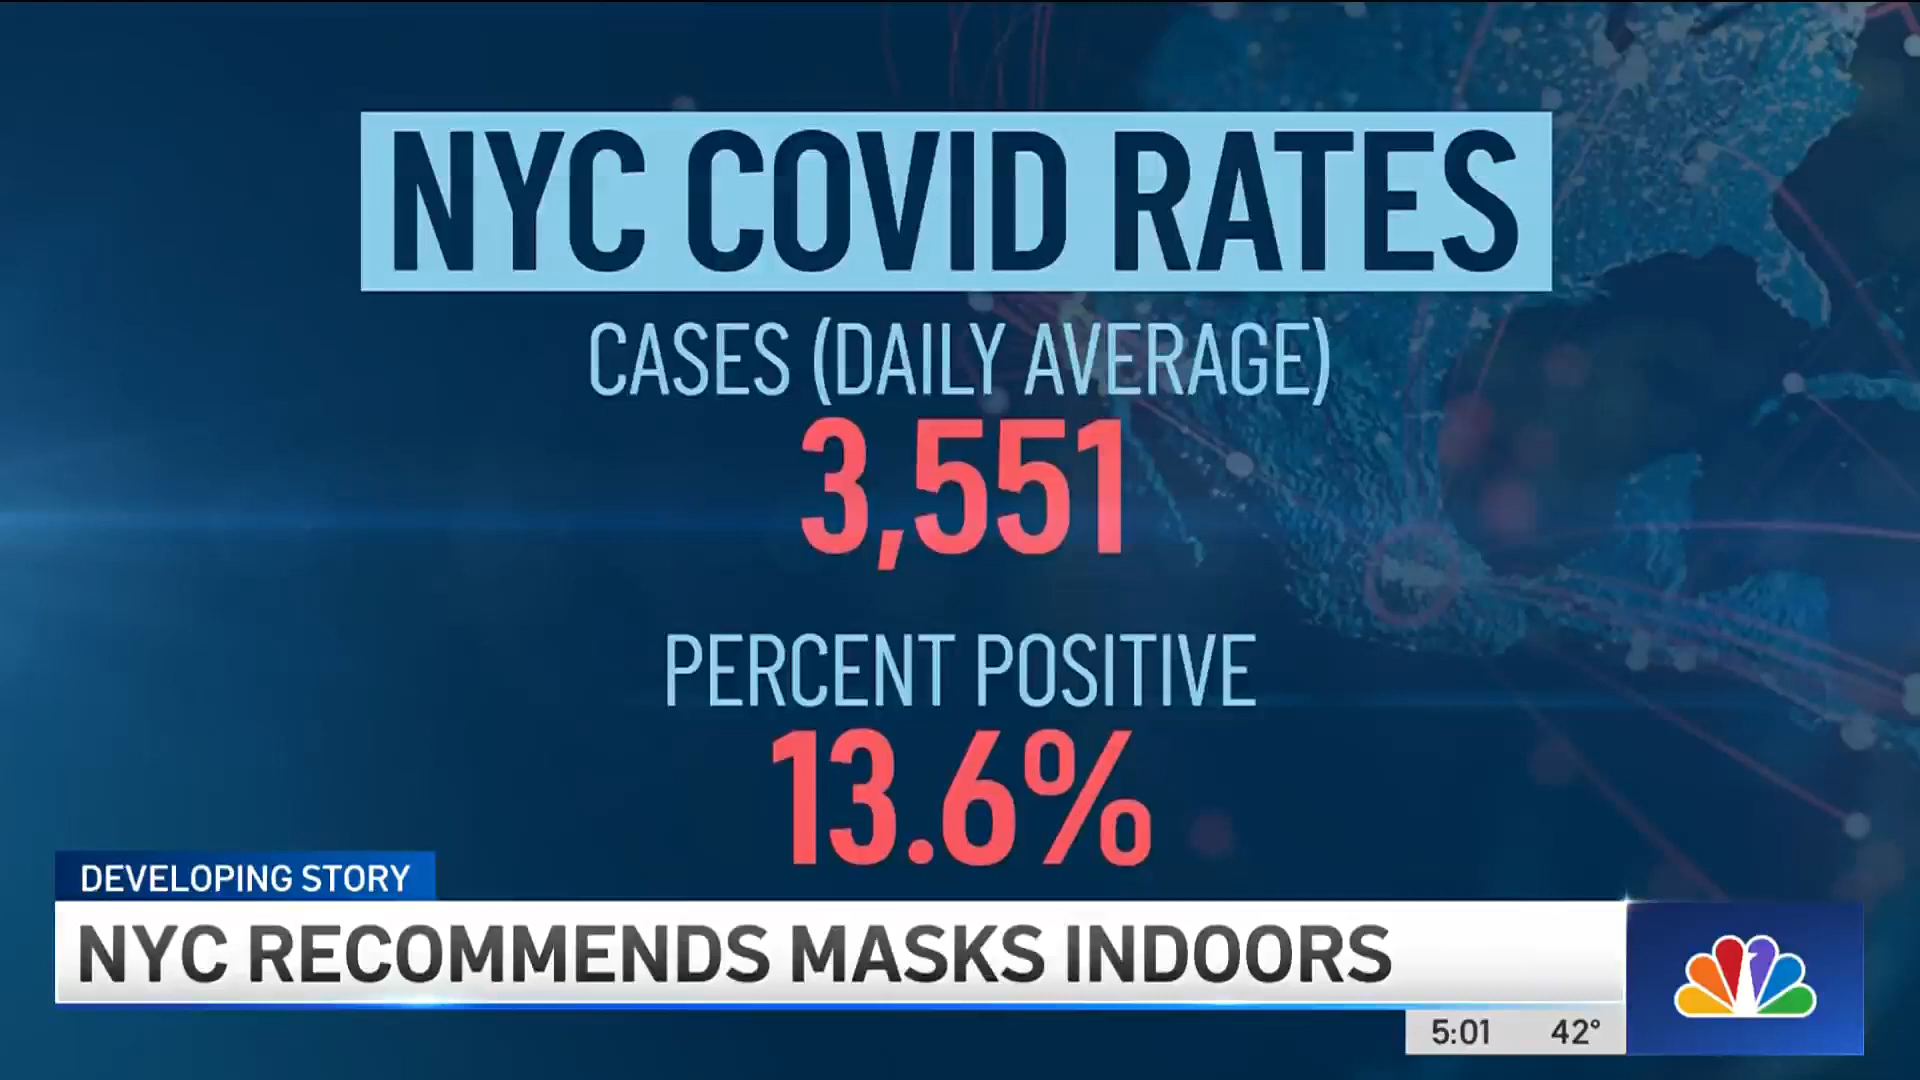 NYC COVID RATES
CASES (DAILY AVERAGE)
3,551
PERCENT POSITIVE
13.6%
DEVELOPING STORY
NYC RECOMMENDS MASKS INDOORS
5:01 42°